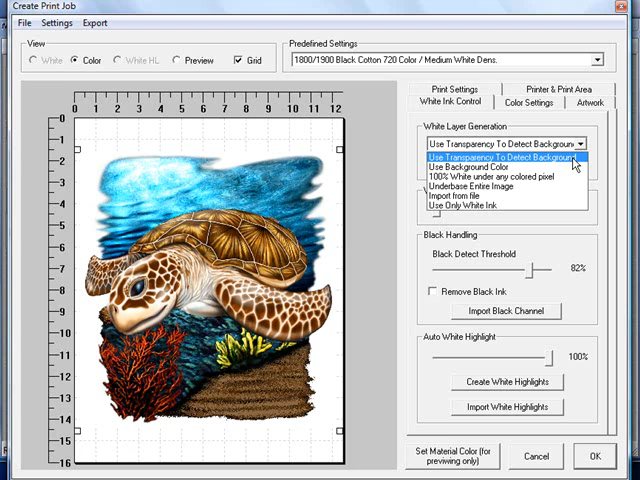 Create Print Job
File Settings Export
View
White Color White HL Preview Grid
Predefined Settings
1800/1900 Black Cotton 720 Color / Medium White Dens.
0 1 2 3 4 5 6 7 8 9 10 11 12
0
1
2
3
4
5
6
7
8
9
10
11
12
13
14
15
16
Print Settings Printer & Print Area
White Ink Control Color Settings Artwork
White Layer Generation
Use Transparency To Detect Background
Use Transparency To Detect Background
Use Background Color
100% White under any colored pixel
Underbase Entire Image
Import from file
Use Only White Ink
Black Handling
Black Detect Threshold
82%
Remove Black Ink
Import Black Channel
Auto White Highlight
100%
Create White Highlights
Import White Highlights
Set Material Color (for
previewing only)
Cancel
OK